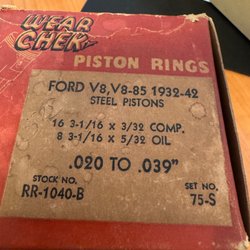 WEAR
CHEK
PISTON RINGS
FORD V8,V8-85 1932-42
STEEL PISTONS
16 3-1/16 x 3/32 COMP.
8 3-1/16 x 5/32 OIL
.020 TO .039"
STOCK NO. SET NO.
RR-1040-B 75-S